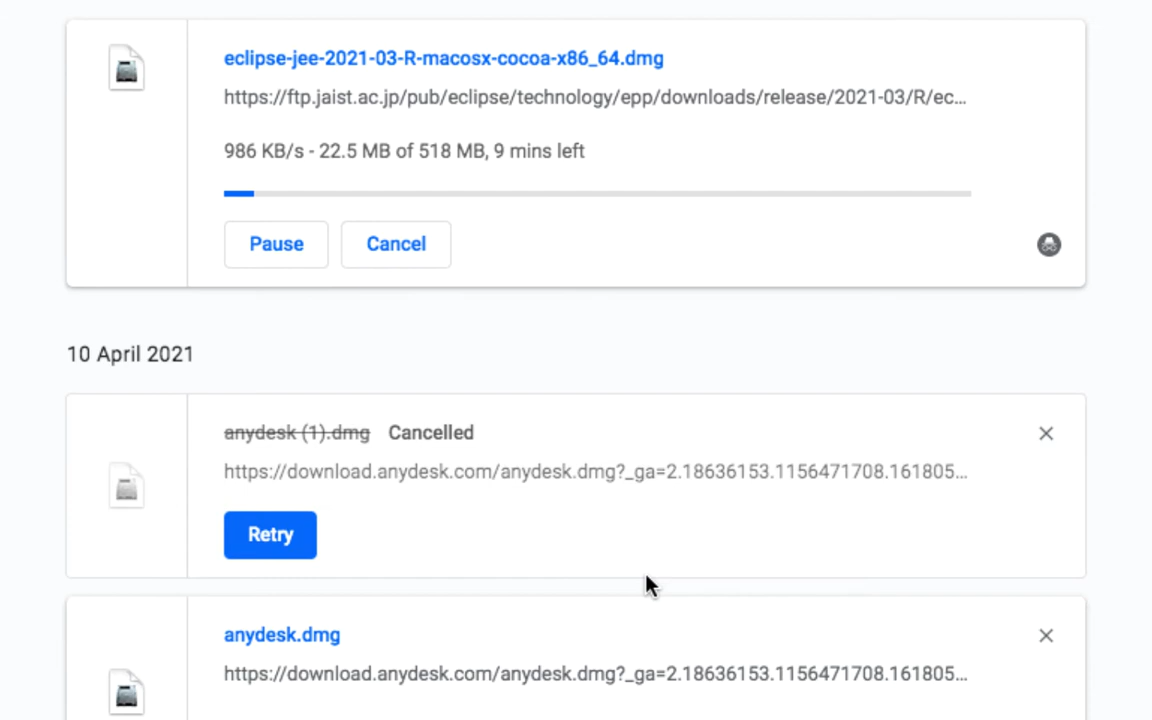 eclipse-jee-2021-03-R-macosx-cocoa-x86_64.dmg
https://ftp.jaist.ac.jp/pub/eclipse/technology/epp/downloads/release/2021-03/R/ec...
986 KB/s - 22.5 MB of 518 MB, 9 mins left
Pause Cancel
10 April 2021
anydesk (1).dmg Cancelled
https://download.anydesk.com/anydesk.dmg?_ga=2.18636153.1156471708.161805...
Retry
anydesk.dmg
https://download.anydesk.com/anydesk.dmg?_ga=2.18636153.1156471708.161805...